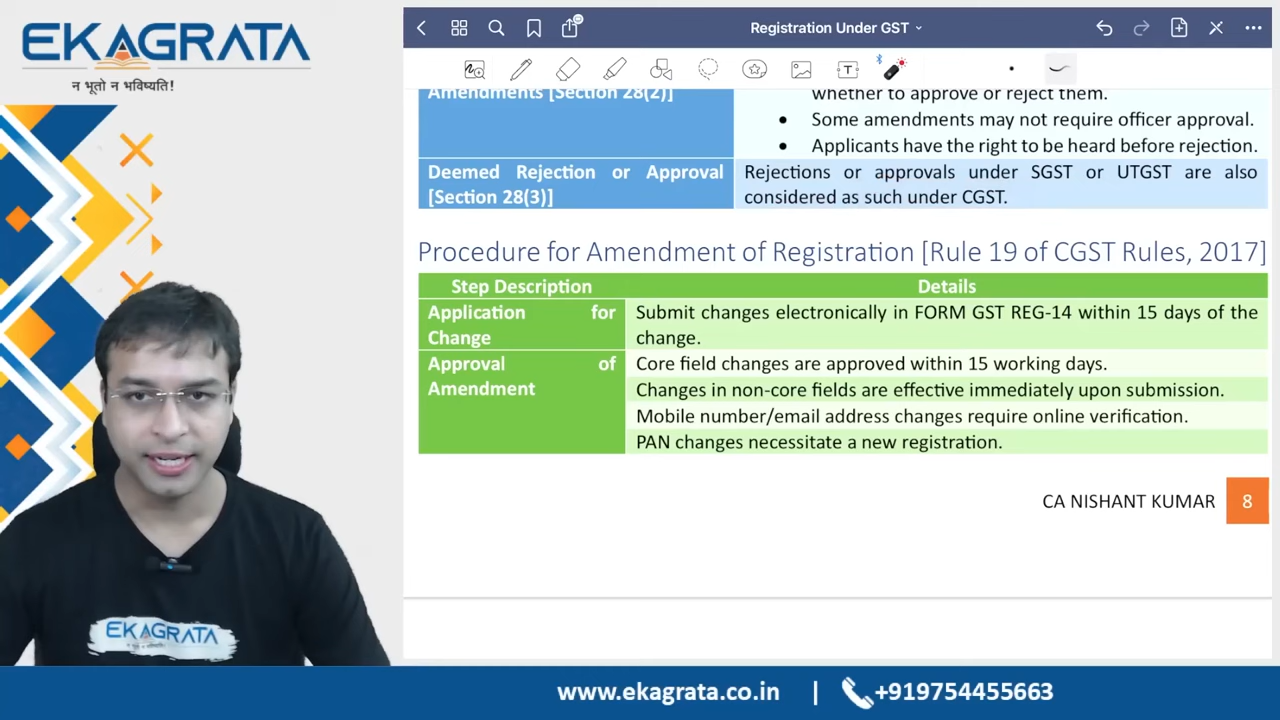 EKAGRATA
न भूतो न भविष्यति!
Registration Under GST
T
Amendments [Section 28(2)]
whether to approve or reject them.
• Some amendments may not require officer approval.
• Applicants have the right to be heard before rejection.
Deemed Rejection or Approval
[Section 28(3)]
Rejections or approvals under SGST or UTGST are also
considered as such under CGST.
Procedure for Amendment of Registration [Rule 19 of CGST Rules, 2017]
Step Description
Details
Application for
Change
Submit changes electronically in FORM GST REG-14 within 15 days of the
change.
Approval of
Amendment
Core field changes are approved within 15 working days.
Changes in non-core fields are effective immediately upon submission.
Mobile number/email address changes require online verification.
PAN changes necessitate a new registration.
CA NISHANT KUMAR 8
EKAGRATA
www.ekagrata.co.in | +919754455663